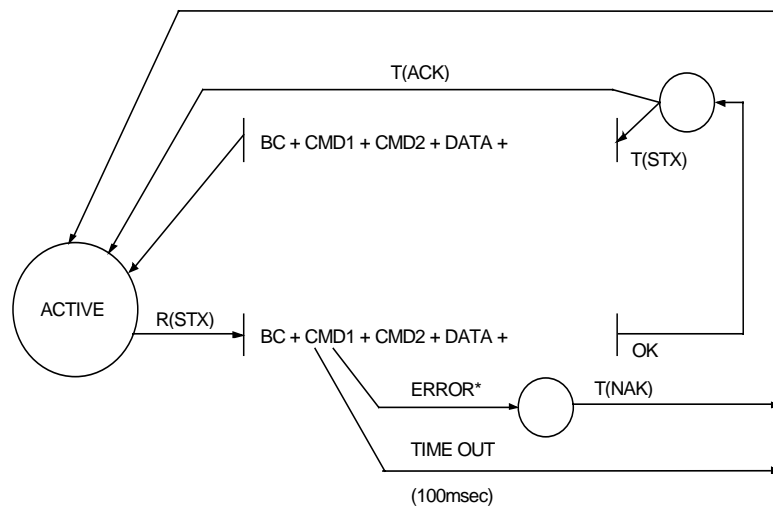 T(ACK)
BC + CMD1 + CMD2 + DATA +
T(STX)
ACTIVE
R(STX)
BC + CMD1 + CMD2 + DATA +
OK
ERROR*
T(NAK)
TIME OUT
(100msec)